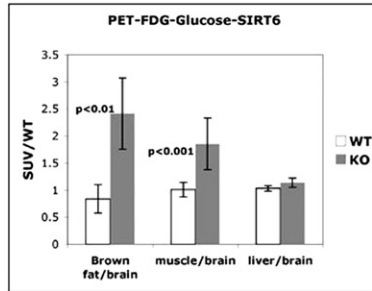 PET-FDG-Glucose-SIRT6
3.5
3
2.5
2
1.5
1
0.5
0
SUV/WT
p<0.01
p<0.001
WT
KO
Brown
fat/brain
muscle/brain
liver/brain